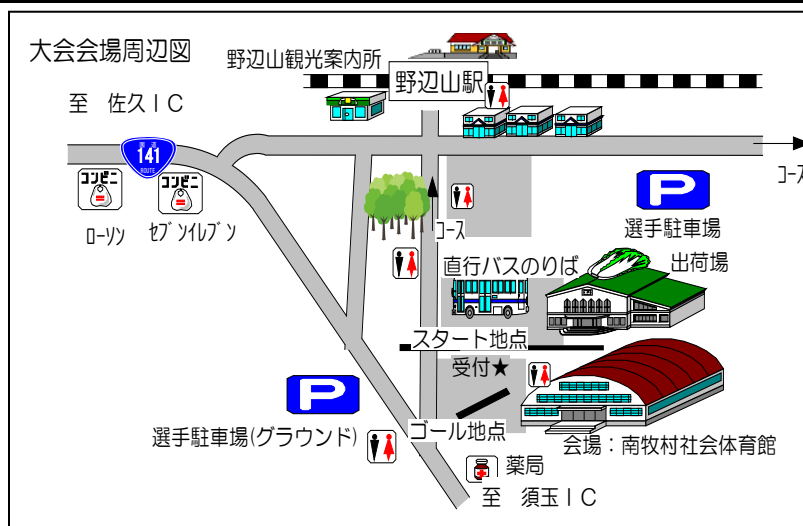 大会会場周辺図
野辺山観光案内所
野辺山駅
至 佐久IC
国道
141
ROUTE
コンビニ
コンビニ
ローソン
セブンイレブン
コース
コース
選手駐車場
P
直行バスのりば
出荷場
スタート地点
受付★
P
選手駐車場(グラウンド)
ゴール地点
会場：南牧村社会体育館
薬局
至 須玉IC